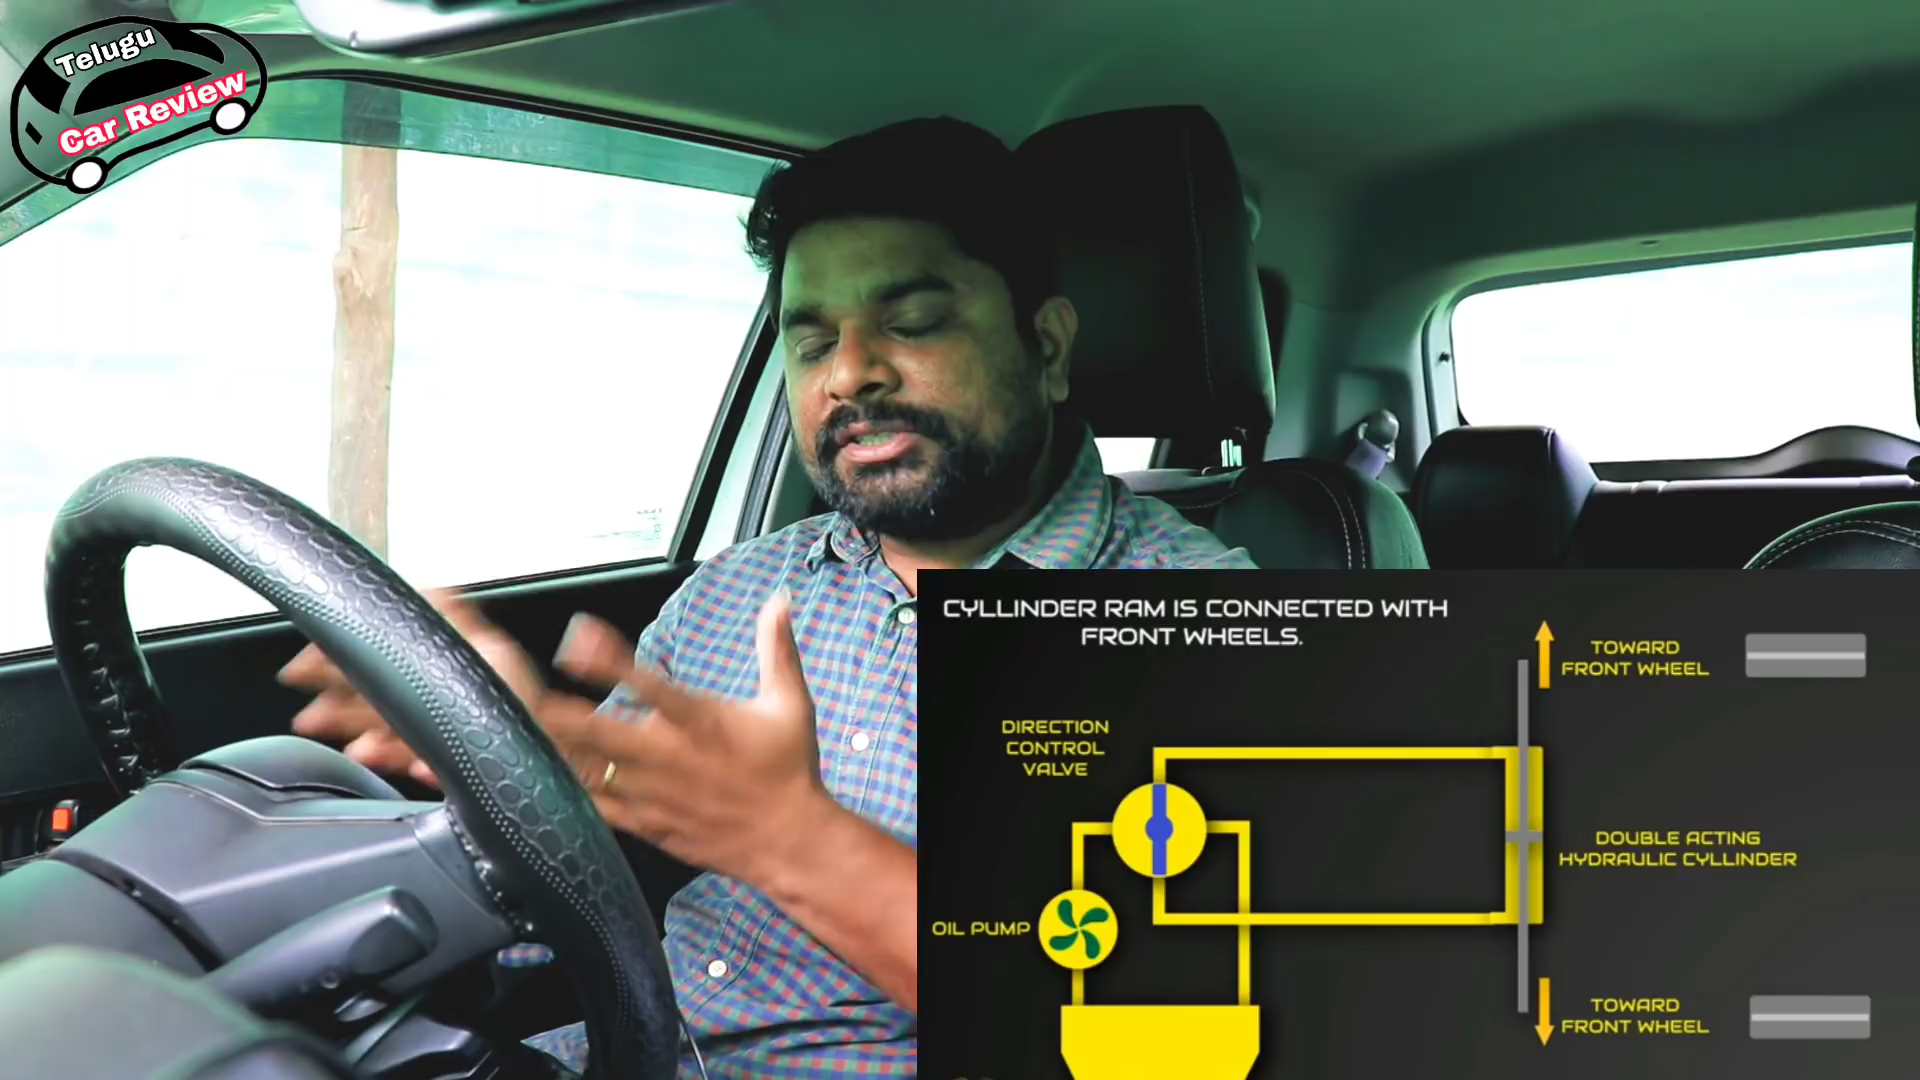 Telugu
Car Review
CYLLINDER RAM IS CONNECTED WITH
FRONT WHEELS.
TOWARD
FRONT WHEEL
DIRECTION
CONTROL
VALVE
DOUBLE ACTING
HYDRAULIC CYLLINDER
OIL PUMP
TOWARD
FRONT WHEEL